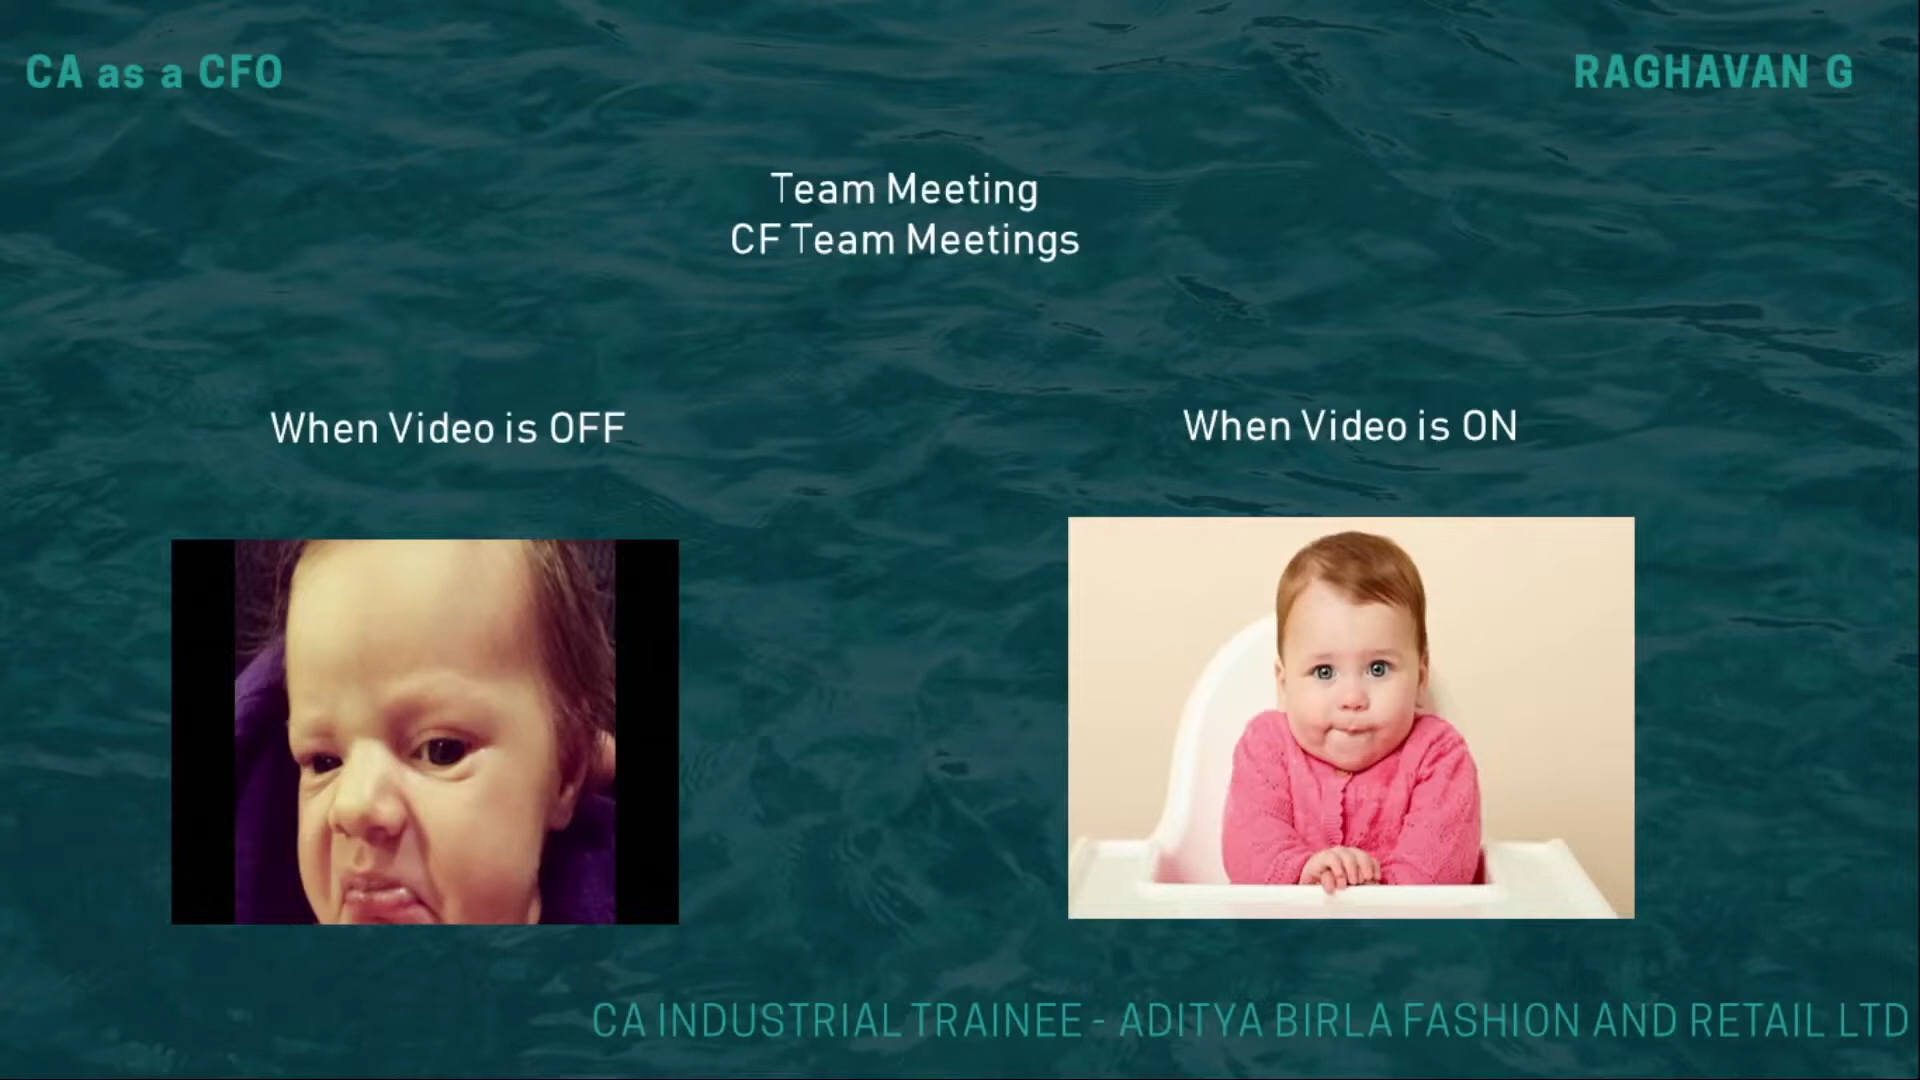 CA as a CFO
RAGHAVAN G
Team Meeting
CF Team Meetings
When Video is OFF
When Video is ON
CA INDUSTRIAL TRAINEE - ADITYA BIRLA FASHION AND RETAIL LTD